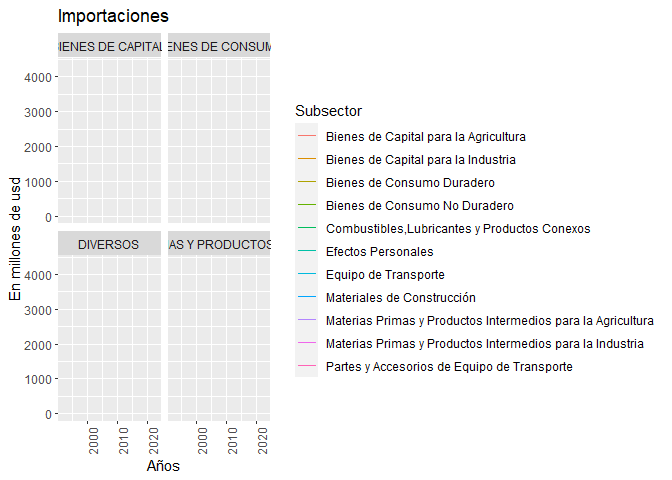 Importaciones
IENES DE CAPITAL
ENES DE CONSUM
4000
3000
2000
1000
0
En millones de usd
DIVERSOS
AS Y PRODUCTOS
4000
3000
2000
1000
0
2000
2010
2020
2000
2010
2020
Años
Subsector
Bienes de Capital para la Agricultura
Bienes de Capital para la Industria
Bienes de Consumo Duradero
Bienes de Consumo No Duradero
Combustibles,Lubricantes y Productos Conexos
Efectos Personales
Equipo de Transporte
Materiales de Construcción
Materias Primas y Productos Intermedios para la Agricultura
Materias Primas y Productos Intermedios para la Industria
Partes y Accesorios de Equipo de Transporte